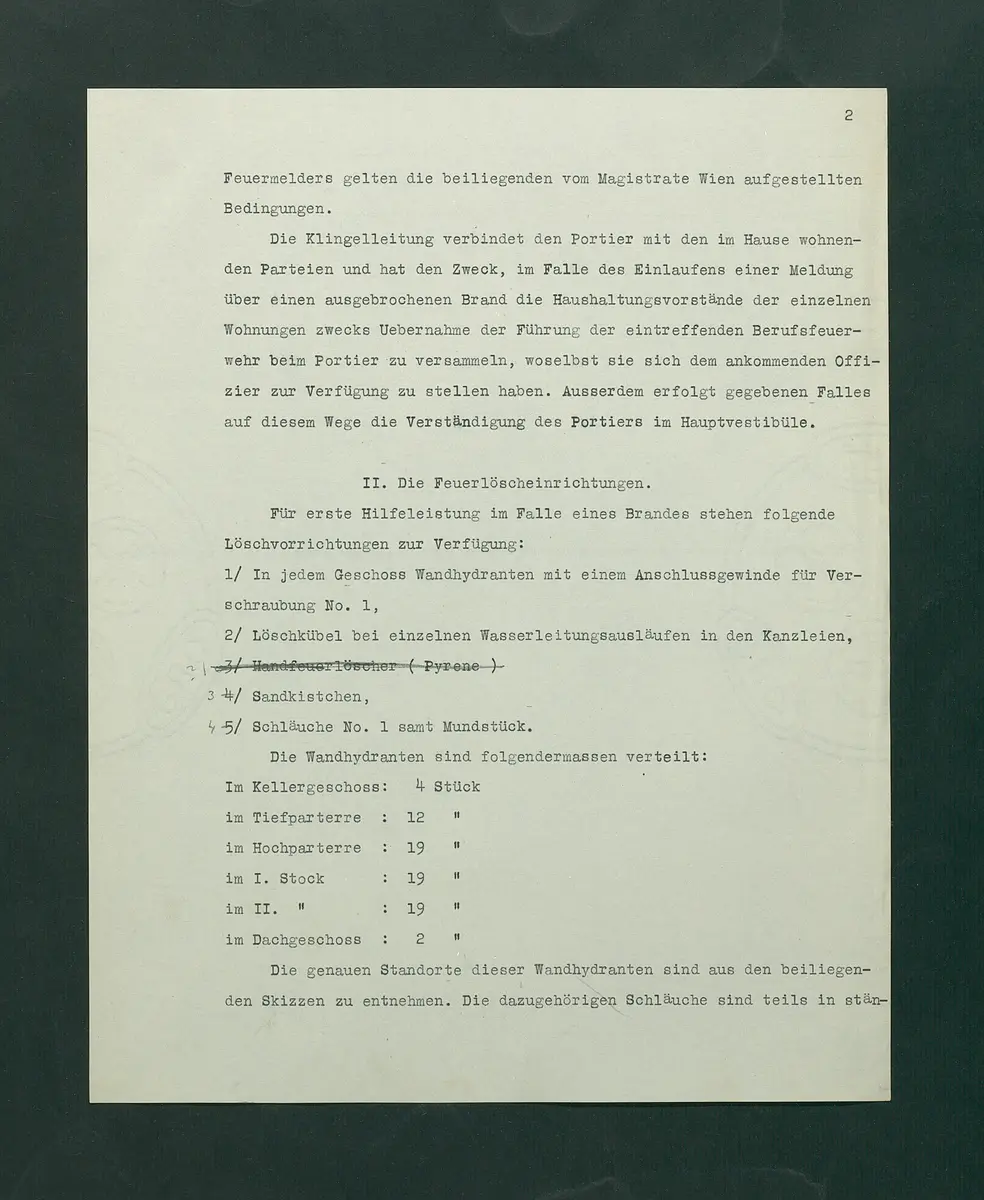 2
Feuermelders gelten die beiliegenden vom Magistrate Wien aufgestellten
Bedingungen.
Die Klingelleitung verbindet den Portier mit den im Hause wohnen-
den Parteien und hat den Zweck, im Falle des Einlaufens einer Meldung
über einen ausgebrochenen Brand die Haushaltungsvorstände der einzelnen
Wohnungen zwecks Uebernahme der Führung der eintreffenden Berufsfeuer-
wehr beim Portier zu versammeln, woselbst sie sich dem ankommenden Offi-
zier zur Verfügung zu stellen haben. Ausserdem erfolgt gegebenen Falles
auf diesem Wege die Verständigung des Portiers im Hauptvestibüle.
II. Die Feuerlöscheinrichtungen.
Für erste Hilfeleistung im Falle eines Brandes stehen folgende
Löschvorrichtungen zur Verfügung:
1/ In jedem Geschoss Wandhydranten mit einem Anschlussgewinde für Ver-
schraubung No. 1,
2/ Löschkübel bei einzelnen Wasserleitungsausläufen in den Kanzleien,
3/ Handfeuerlöscher ( Pyrene )
3 4/ Sandkistchen,
4 5/ Schläuche No. 1 samt Mundstück.
Die Wandhydranten sind folgendermassen verteilt:
Im Kellergeschoss: 4 Stück
im Tiefparterre : 12 "
im Hochparterre : 19 "
im I. Stock : 19 "
im II. " : 19 "
im Dachgeschoss : 2 "
Die genauen Standorte dieser Wandhydranten sind aus den beiliegen-
den Skizzen zu entnehmen. Die dazugehörigen Schläuche sind teils in stän-